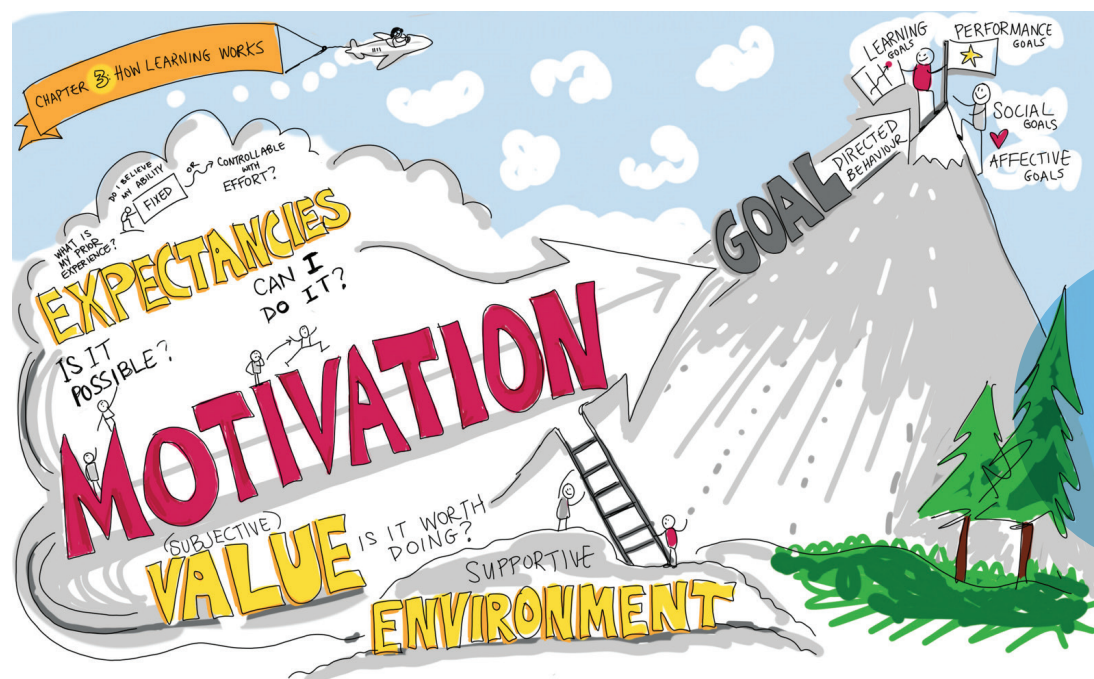 CHAPTER 3: HOW LEARNING WORKS
LEARNING
GOALS
PERFORMANCE
GOALS
SOCIAL
GOALS
AFFECTIVE
GOALS
GOAL
DIRECTED
BEHAVIOUR
DO I BELIEVE
MY ABILITY
FIXED
OR
CONTROLLABLE
WITH
EFFORT?
WHAT IS
MY PRIOR
EXPERIENCE?
EXPECTANCIES
CAN I
DO IT?
IS IT
POSSIBLE?
MOTIVATION
(SUBJECTIVE)
VALUE
IS IT WORTH
DOING?
SUPPORTIVE
ENVIRONMENT